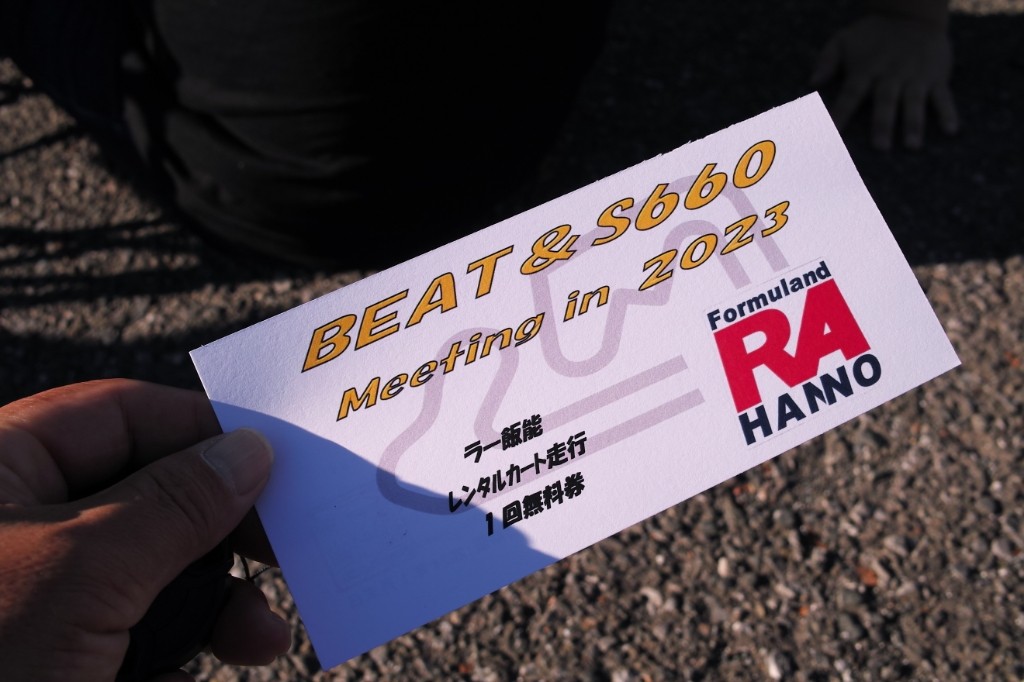 BEAT & S660
Meeting in 2023
Formuland
RA
HANNO
ラー飯能
レンタルカート走行
1回無料券